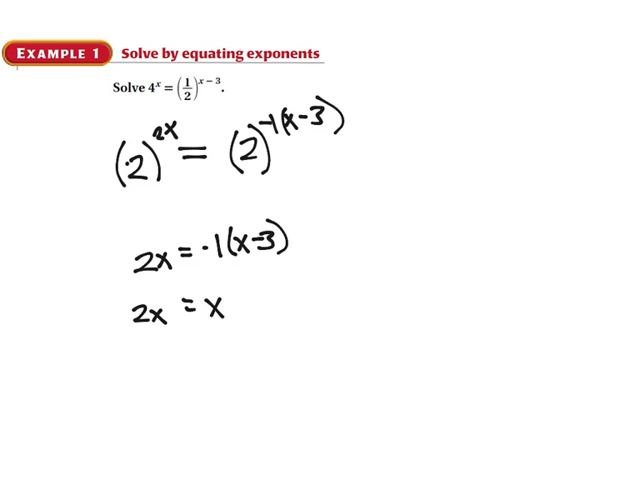 EXAMPLE 1 Solve by equating exponents
Solve 4^x = (1/2)^(x − 3).
(2)^2x = (2)^-1(x-3)
2x = -1(x-3)
2x = x